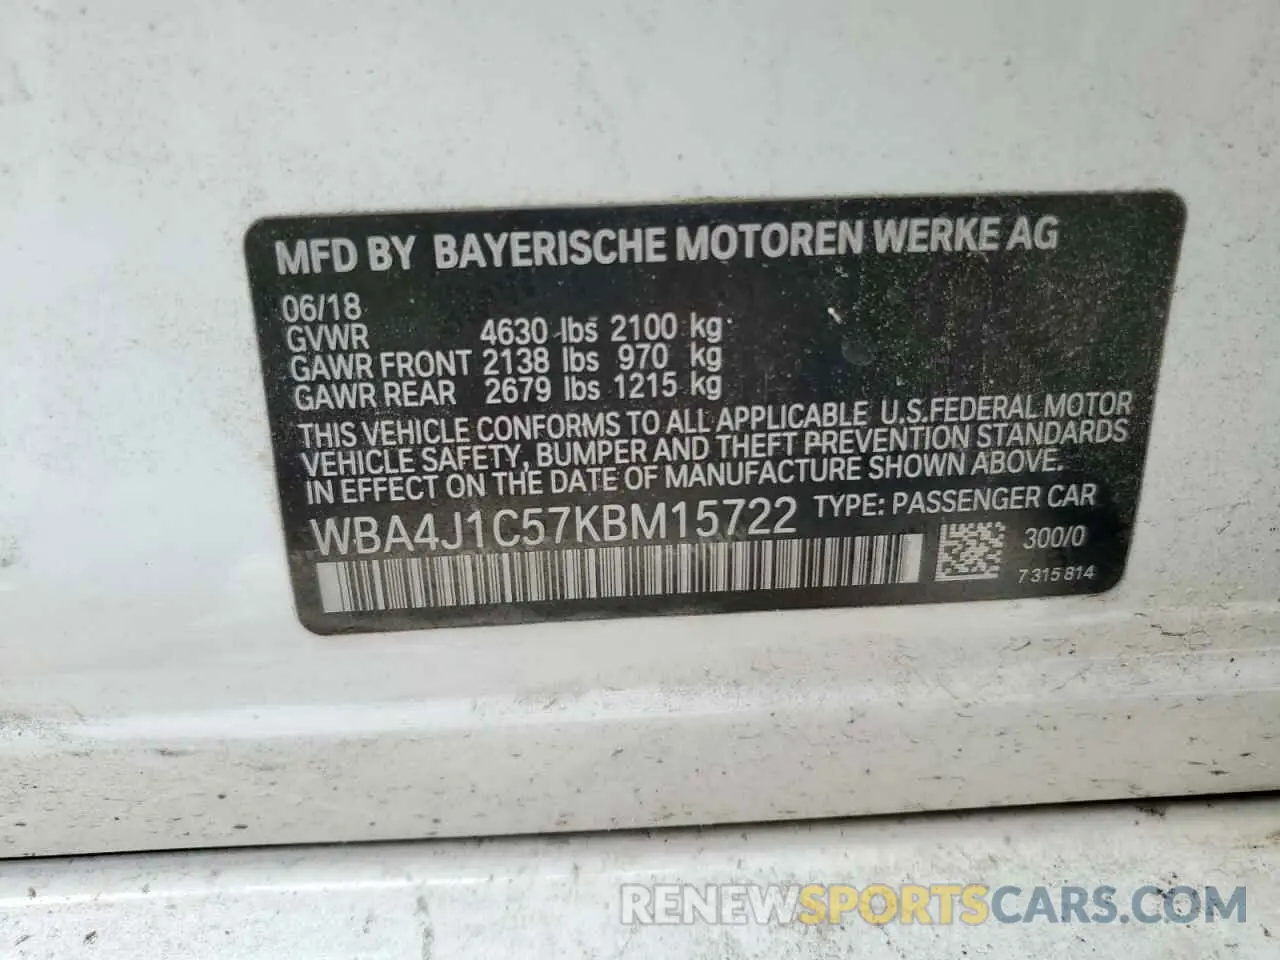 MFD BY BAYERISCHE MOTOREN WERKE AG
06/18
GVWR 4630 lbs 2100 kg
GAWR FRONT 2138 lbs 970 kg
GAWR REAR 2679 lbs 1215 kg
THIS VEHICLE CONFORMS TO ALL APPLICABLE U.S.FEDERAL MOTOR
VEHICLE SAFETY, BUMPER AND THEFT PREVENTION STANDARDS
IN EFFECT ON THE DATE OF MANUFACTURE SHOWN ABOVE.
WBA4J1C57KBM15722 TYPE: PASSENGER CAR
300/0
7315814
RENEWSPORTSCARS.COM